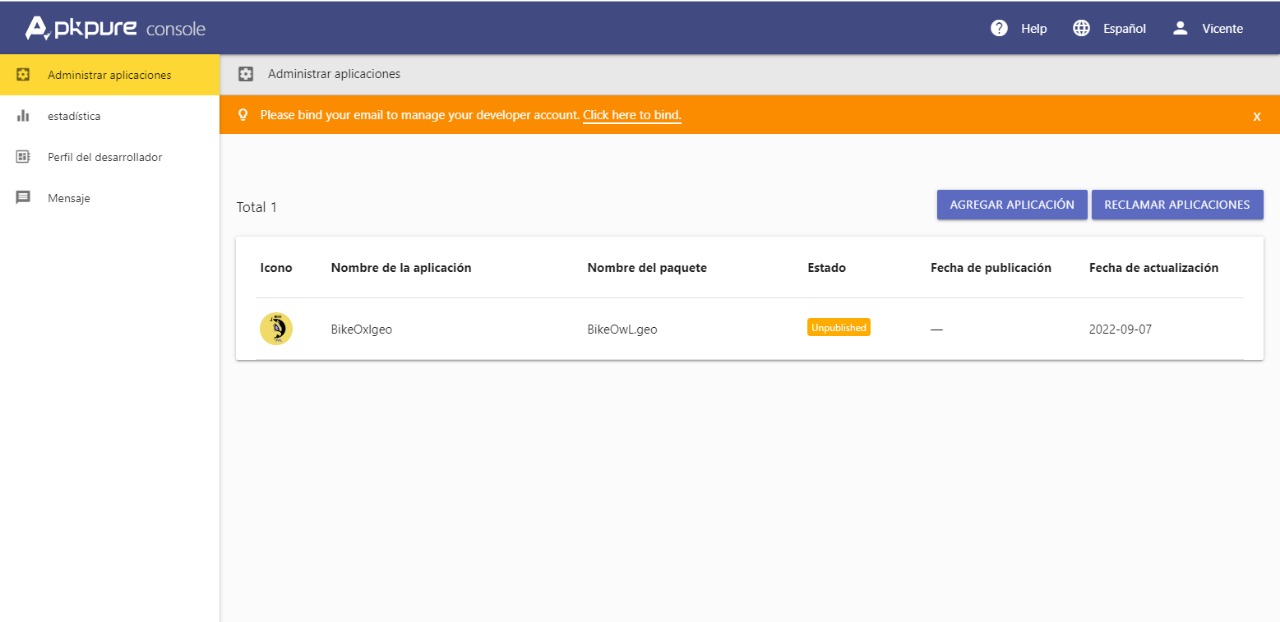 Apkpure console
Help
Español
Vicente
Administrar aplicaciones
estadística
Perfil del desarrollador
Mensaje
Administrar aplicaciones
Please bind your email to manage your developer account. Click here to bind.
x
Total 1
AGREGAR APLICACIÓN
RECLAMAR APLICACIONES
Icono Nombre de la aplicación Nombre del paquete Estado Fecha de publicación Fecha de actualización
BikeOxIgeo BikeOwL.geo Unpublished — 2022-09-07